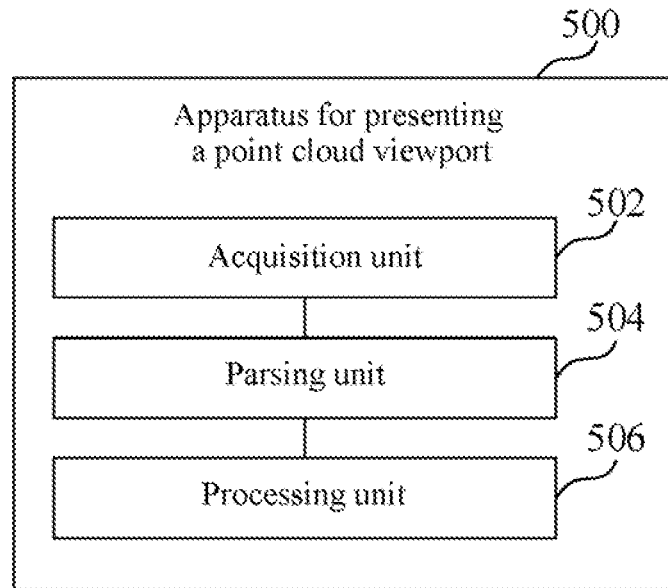 500
Apparatus for presenting
a point cloud viewport
502
Acquisition unit
504
Parsing unit
506
Processing unit